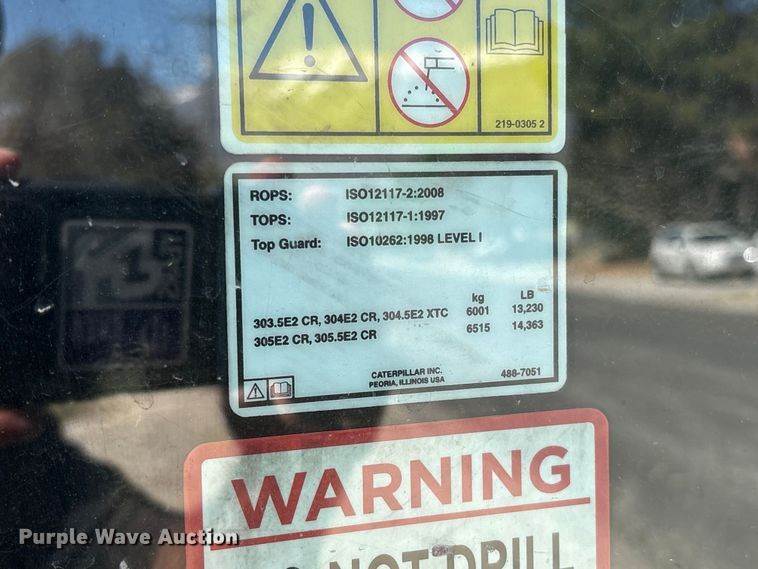 219-0305 2
ROPS: ISO12117-2:2008
TOPS: ISO12117-1:1997
Top Guard: ISO10262:1998 LEVEL I
kg LB
303.5E2 CR, 304E2 CR, 304.5E2 XTC 6001 13,230
305E2 CR, 305.5E2 CR 6515 14,363
CATERPILLAR INC.
PEORIA, ILLINOIS USA
488-7051
WARNING
NOT DRILL
Purple Wave Auction